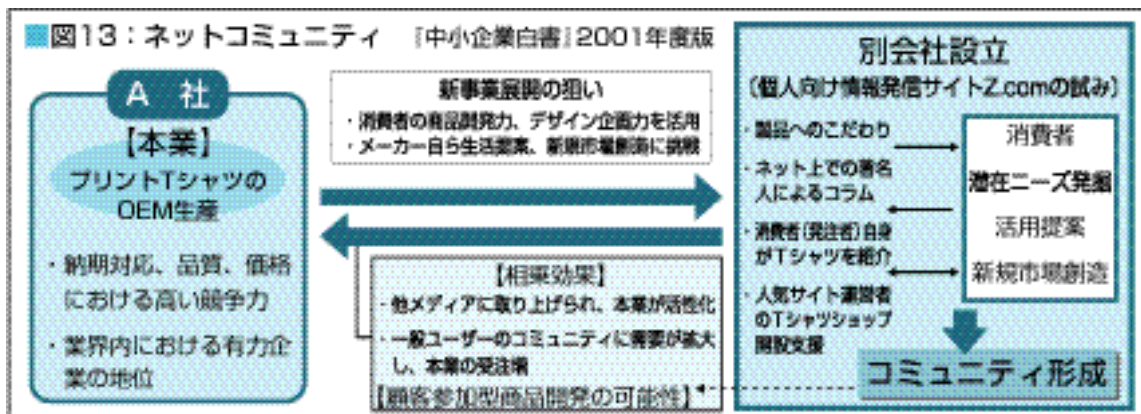 図13:ネットコミュニティ 『中小企業白書』2001年度版
A 社
【本業】
プリントTシャツの
OEM生産
・納期対応、品質、価格
における高い競争力
・業界内における有力企
業の地位
新事業展開の狙い
・消費者の商品開発力、デザイン企画力を活用
・メーカー自ら生活提案、新規市場創造に挑戦
【相乗効果】
・他メディアに取り上げられ、本業が活性化
・一般ユーザーのコミュニティに需要が拡大
し、本業の受注増
【顧客参加型商品開発の可能性】
別会社設立
(個人向け情報発信サイトZ.comの試み)
・製品へのこだわり
・ネット上での著名
人によるコラム
・消費者(発注者)自身
がTシャツを紹介
・人気サイト運営者
のTシャツショップ
開設支援
消費者
潜在ニーズ発掘
活用提案
新規市場創造
コミュニティ形成